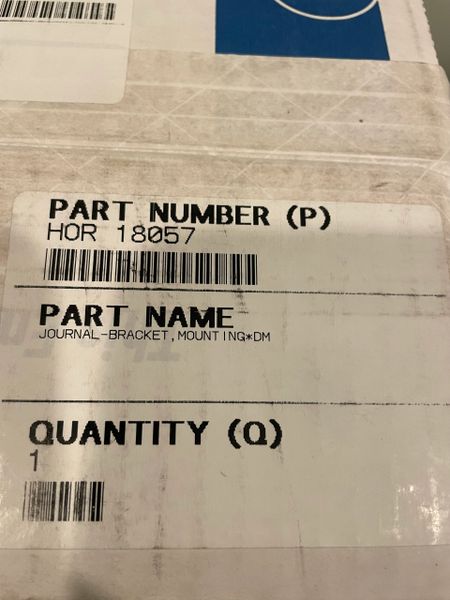 PART NUMBER (P)
HOR 18057
PART NAME
JOURNAL-BRACKET,MOUNTING*DM
QUANTITY (Q)
1